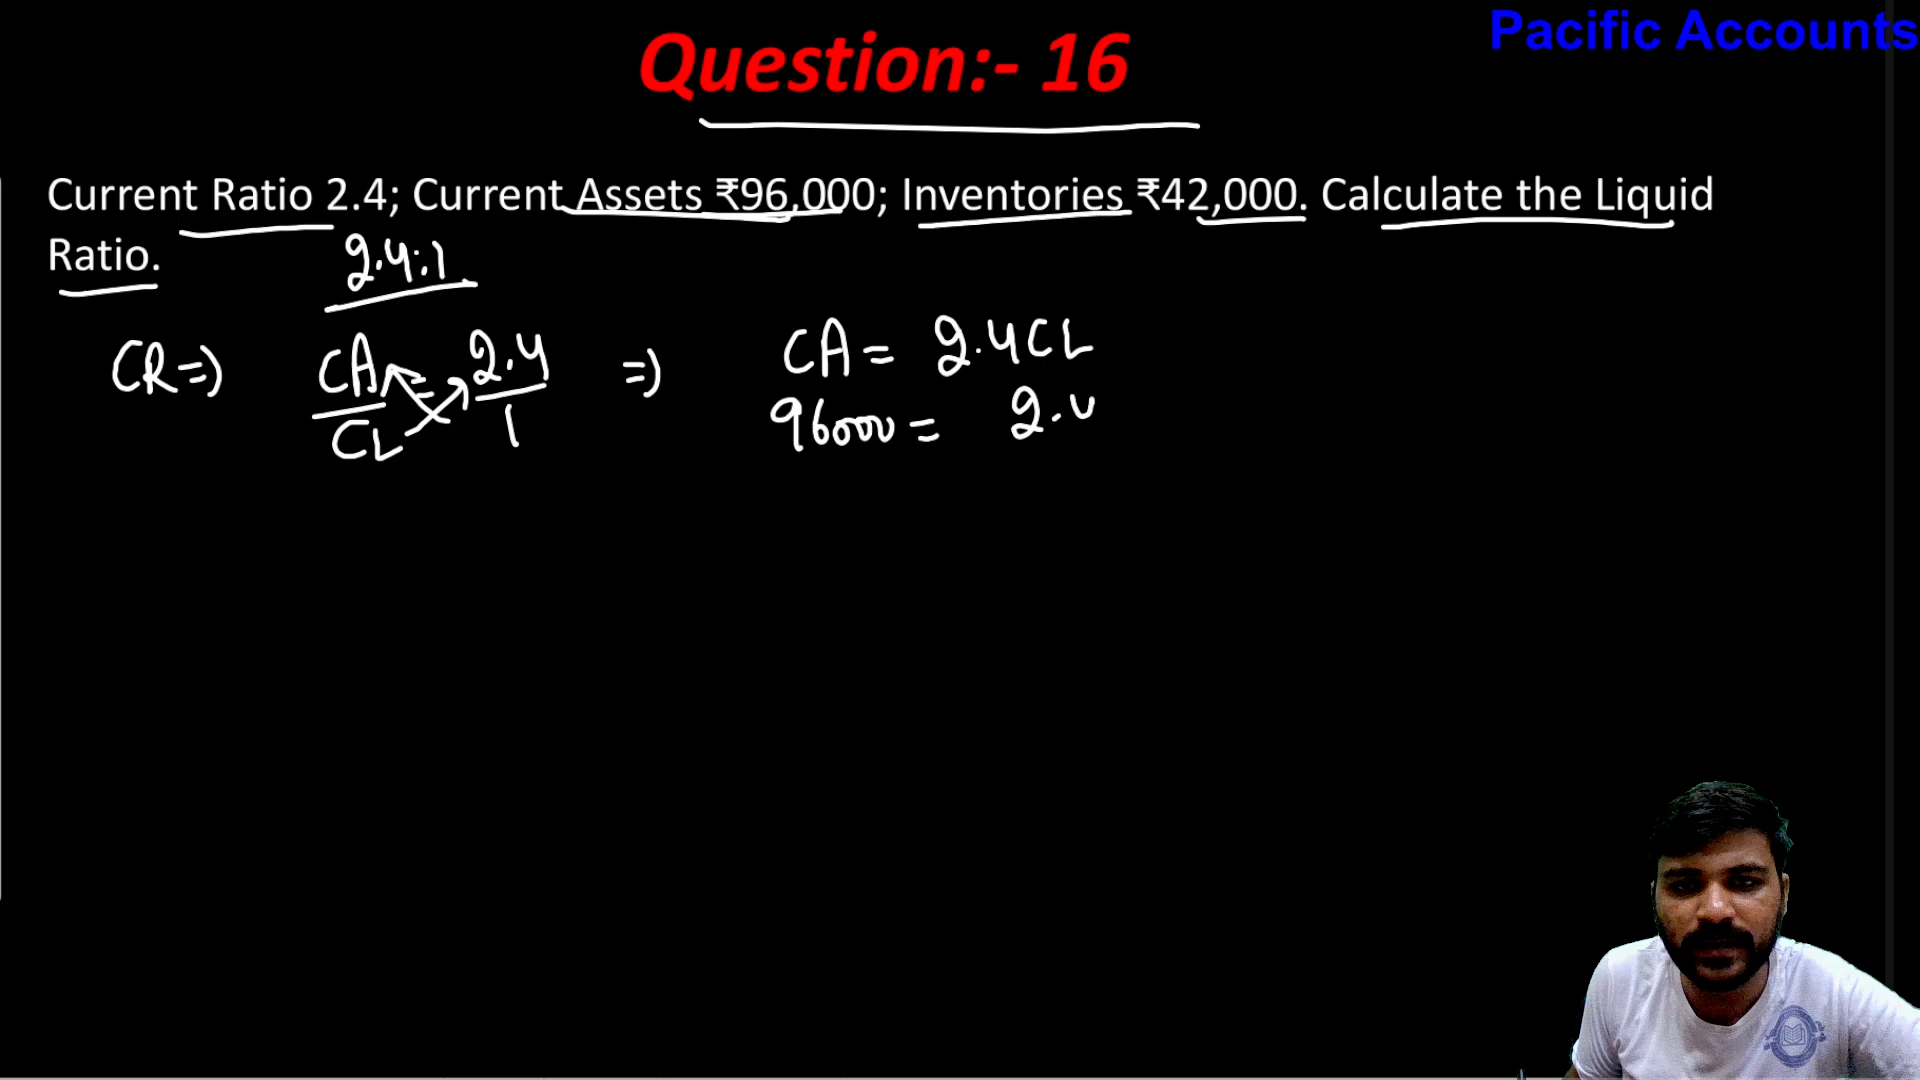 Pacific Accounts
Question:- 16
Current Ratio 2.4; Current Assets ₹96,000; Inventories ₹42,000. Calculate the Liquid
Ratio.
2.4:1
CR => CA/CL = 2.4/1 => CA = 2.4CL
96000 = 2.4